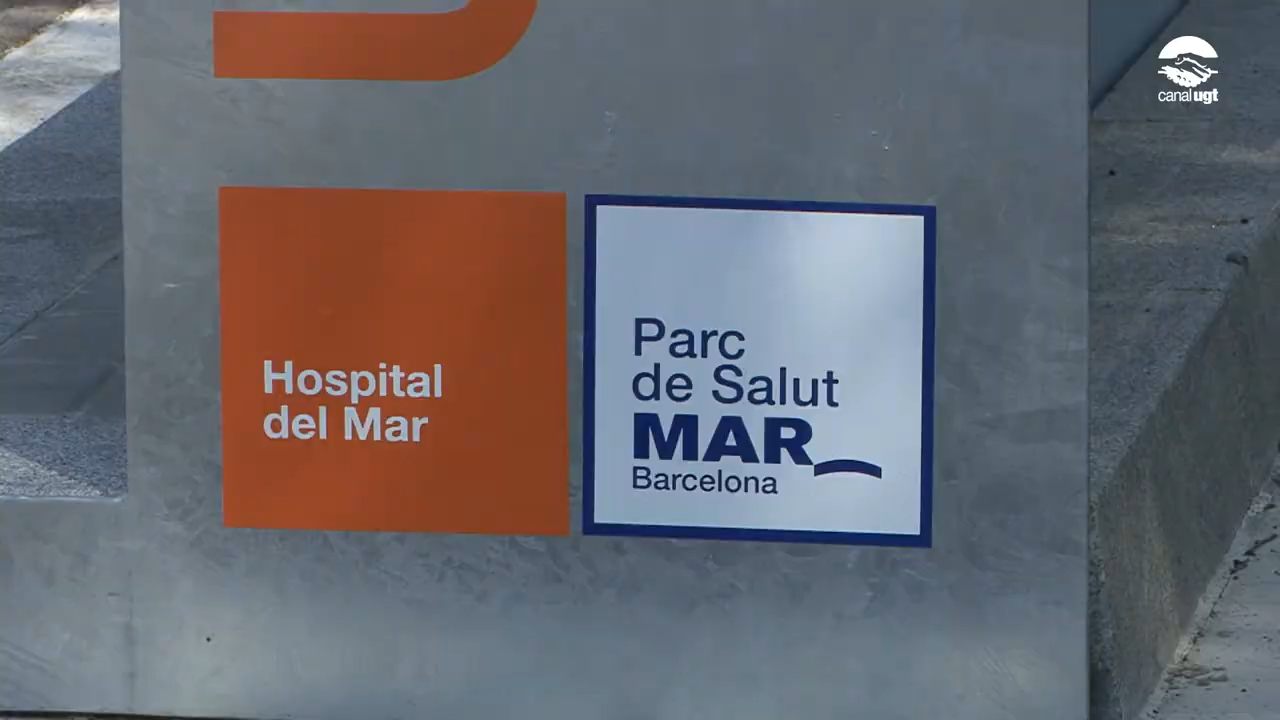 canal ugt
Hospital
del Mar
Parc
de Salut
MAR
Barcelona